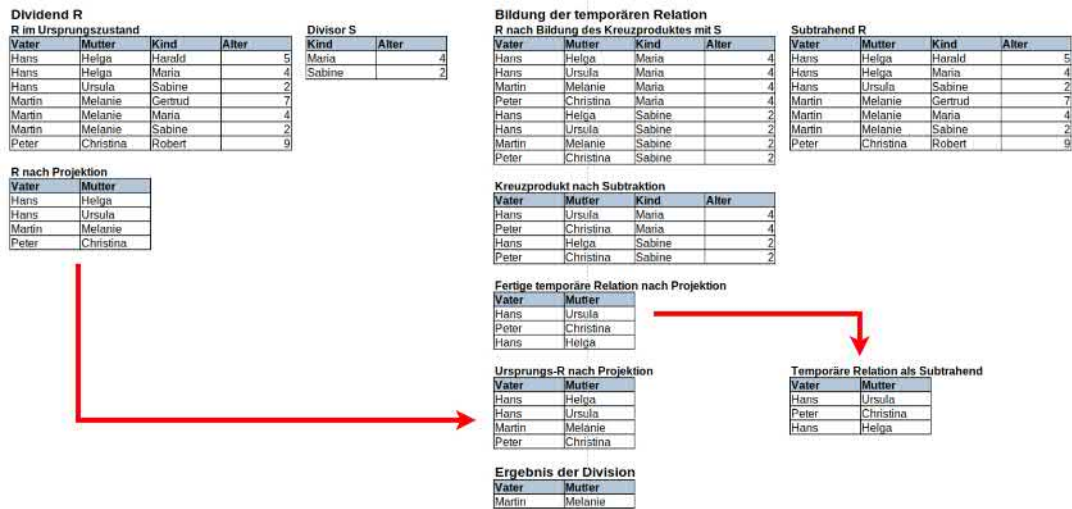 Dividend R
R im Ursprungszustand
Vater Mutter Kind Alter
Hans Helga Harald 5
Hans Helga Maria 4
Hans Ursula Sabine 2
Martin Melanie Gertrud 7
Martin Melanie Maria 4
Martin Melanie Sabine 2
Peter Christina Robert 9
Divisor S
Kind Alter
Maria 4
Sabine 2
R nach Projektion
Vater Mutter
Hans Helga
Hans Ursula
Martin Melanie
Peter Christina
Bildung der temporären Relation
R nach Bildung des Kreuzproduktes mit S
Vater Mutter Kind Alter
Hans Helga Maria 4
Hans Ursula Maria 4
Martin Melanie Maria 4
Peter Christina Maria 4
Hans Helga Sabine 2
Hans Ursula Sabine 2
Martin Melanie Sabine 2
Peter Christina Sabine 2
Subtrahend R
Vater Mutter Kind Alter
Hans Helga Harald 5
Hans Helga Maria 4
Hans Ursula Sabine 2
Martin Melanie Gertrud 7
Martin Melanie Maria 4
Martin Melanie Sabine 2
Peter Christina Robert 9
Kreuzprodukt nach Subtraktion
Vater Mutter Kind Alter
Hans Ursula Maria 4
Peter Christina Maria 4
Hans Helga Sabine 2
Peter Christina Sabine 2
Fertige temporäre Relation nach Projektion
Vater Mutter
Hans Ursula
Peter Christina
Hans Helga
Ursprungs-R nach Projektion
Vater Mutter
Hans Helga
Hans Ursula
Martin Melanie
Peter Christina
Temporäre Relation als Subtrahend
Vater Mutter
Hans Ursula
Peter Christina
Hans Helga
Ergebnis der Division
Vater Mutter
Martin Melanie